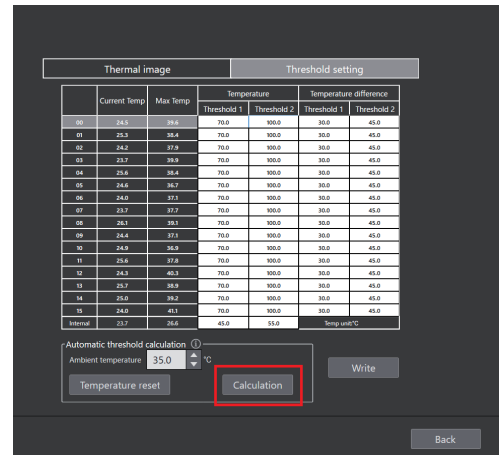 Thermal image Threshold setting
Current Temp Max Temp Temperature Temperature difference
Threshold 1 Threshold 2 Threshold 1 Threshold 2
00 24.5 39.6 70.0 100.0 30.0 45.0
01 25.3 38.4 70.0 100.0 30.0 45.0
02 24.2 37.9 70.0 100.0 30.0 45.0
03 23.7 39.9 70.0 100.0 30.0 45.0
04 25.6 38.4 70.0 100.0 30.0 45.0
05 24.6 36.7 70.0 100.0 30.0 45.0
06 24.0 37.1 70.0 100.0 30.0 45.0
07 23.7 37.7 70.0 100.0 30.0 45.0
08 26.1 39.1 70.0 100.0 30.0 45.0
09 24.4 37.1 70.0 100.0 30.0 45.0
10 24.9 36.9 70.0 100.0 30.0 45.0
11 25.6 37.8 70.0 100.0 30.0 45.0
12 24.3 40.3 70.0 100.0 30.0 45.0
13 25.7 38.9 70.0 100.0 30.0 45.0
14 25.0 39.2 70.0 100.0 30.0 45.0
15 24.0 41.1 70.0 100.0 30.0 45.0
Internal 23.7 26.6 45.0 55.0 Temp unit:°C
Automatic threshold calculation ⓘ
Ambient temperature 35.0 °C
Write
Temperature reset Calculation
Back